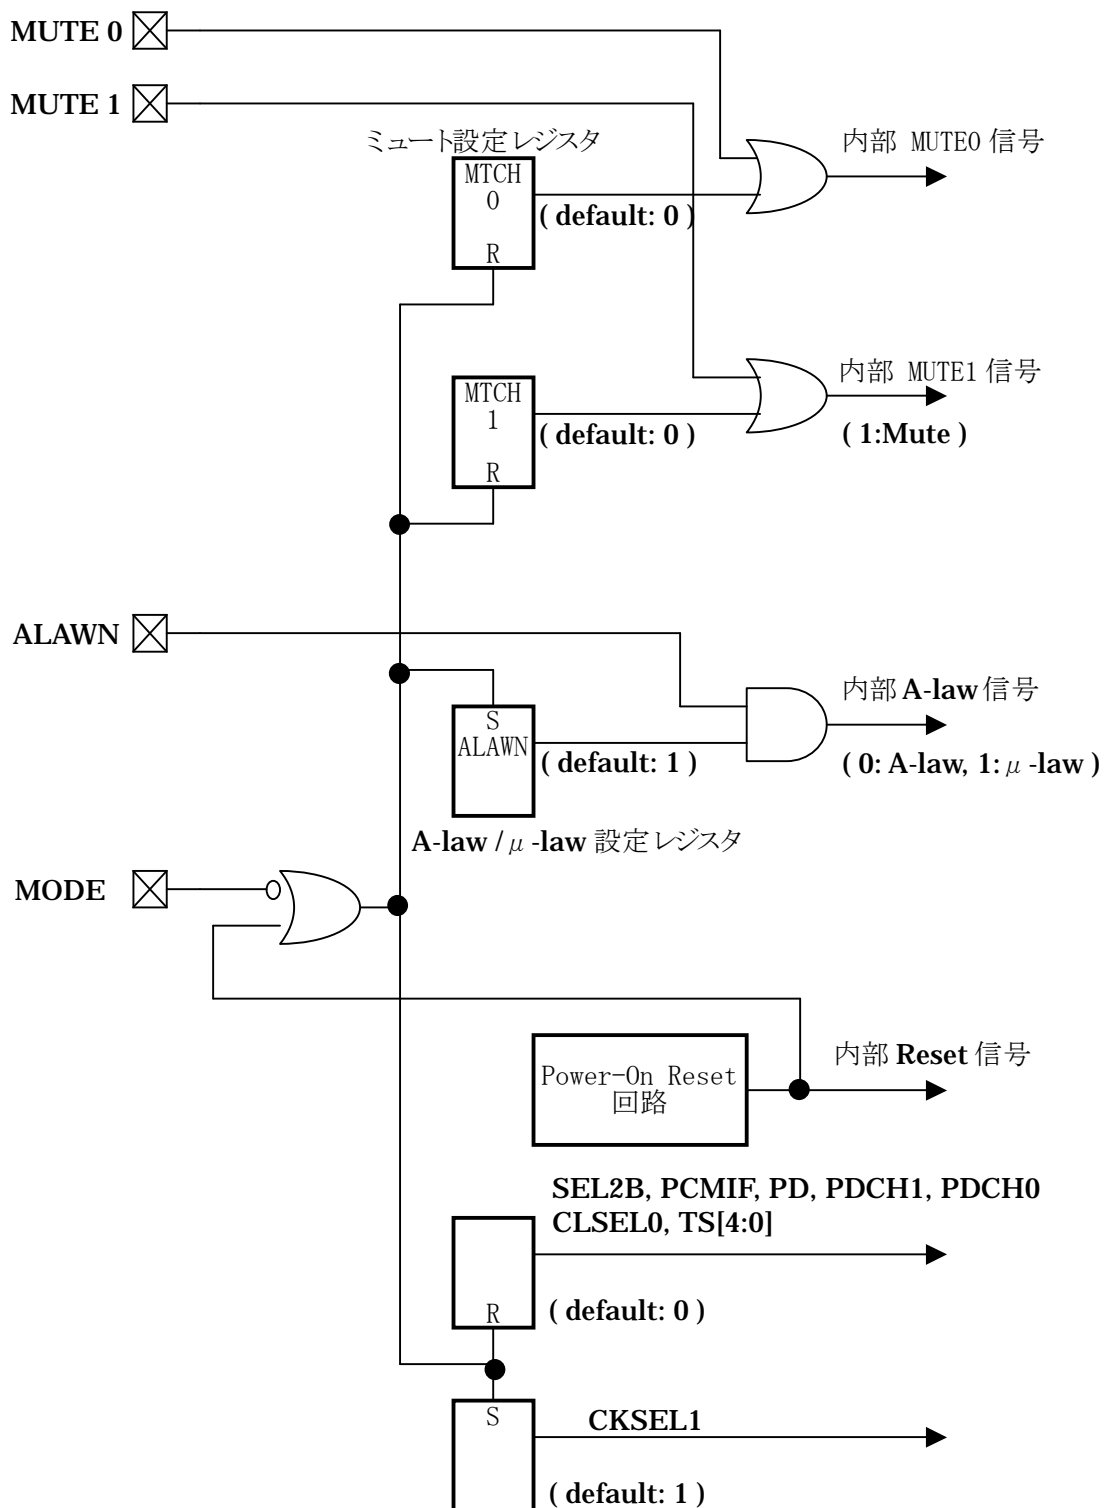 MUTE 0
MUTE 1
ミュート設定レジスタ
MTCH
0
R
( default: 0 )
内部 MUTE0 信号
MTCH
1
R
( default: 0 )
内部 MUTE1 信号
( 1:Mute )
ALAWN
S
ALAWN
( default: 1 )
内部 A-law 信号
( 0: A-law, 1: μ -law )
A-law / μ -law 設定レジスタ
MODE
Power-On Reset
回路
内部 Reset 信号
SEL2B, PCMIF, PD, PDCH1, PDCH0
CLSEL0, TS[4:0]
R
( default: 0 )
S
CKSEL1
( default: 1 )